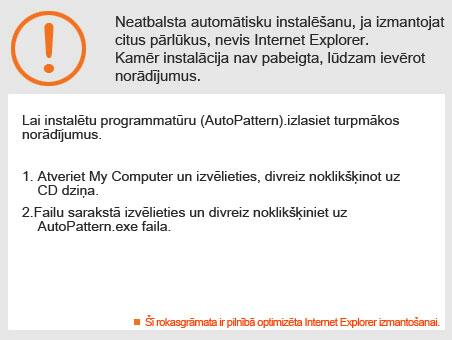 Neatbalsta automātisku instalēšanu, ja izmantojat
citus pārlūkus, nevis Internet Explorer.
Kamēr instalācija nav pabeigta, lūdzam ievērot
norādījumus.
Lai instalētu programmatūru (AutoPattern).izlasiet turpmākos
norādījumus.
1. Atveriet My Computer un izvēlieties, divreiz noklikšķinot uz
CD dziņa.
2.Failu sarakstā izvēlieties un divreiz noklikšķiniet uz
AutoPattern.exe faila.
Šī rokasgrāmata ir pilnībā optimizēta Internet Explorer izmantošanai.